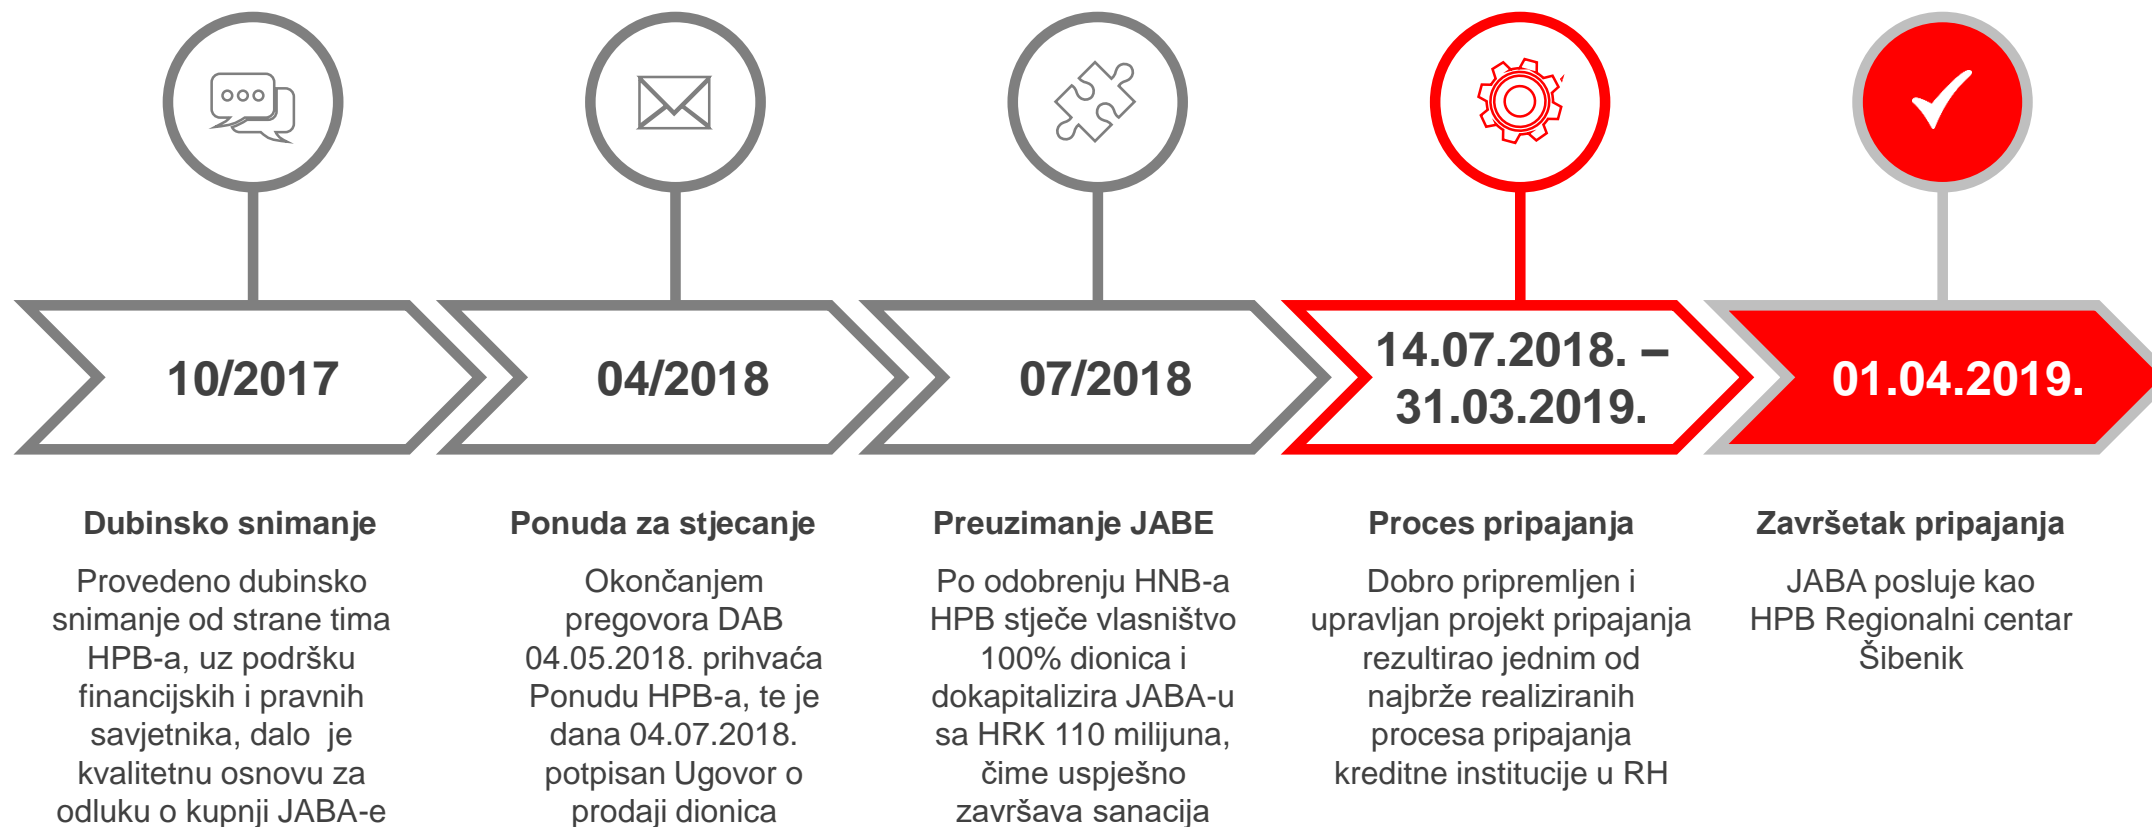 10/2017
Dubinsko snimanje
Provedeno dubinsko
snimanje od strane tima
HPB-a, uz podršku
financijskih i pravnih
savjetnika, dalo  je
kvalitetnu osnovu za
odluku o kupnji JABA-e
04/2018
Ponuda za stjecanje
Okončanjem
pregovora DAB
04.05.2018. prihvaća
Ponudu HPB-a, te je
dana 04.07.2018.
potpisan Ugovor o
prodaji dionica
07/2018
Preuzimanje JABE
Po odobrenju HNB-a
HPB stječe vlasništvo
100% dionica i
dokapitalizira JABA-u
sa HRK 110 milijuna,
čime uspješno
završava sanacija
14.07.2018. –
31.03.2019.
Proces pripajanja
Dobro pripremljen i
upravljan projekt pripajanja
rezultirao jednim od
najbrže realiziranih
procesa pripajanja
kreditne institucije u RH
01.04.2019.
Završetak pripajanja
JABA posluje kao
HPB Regionalni centar
Šibenik